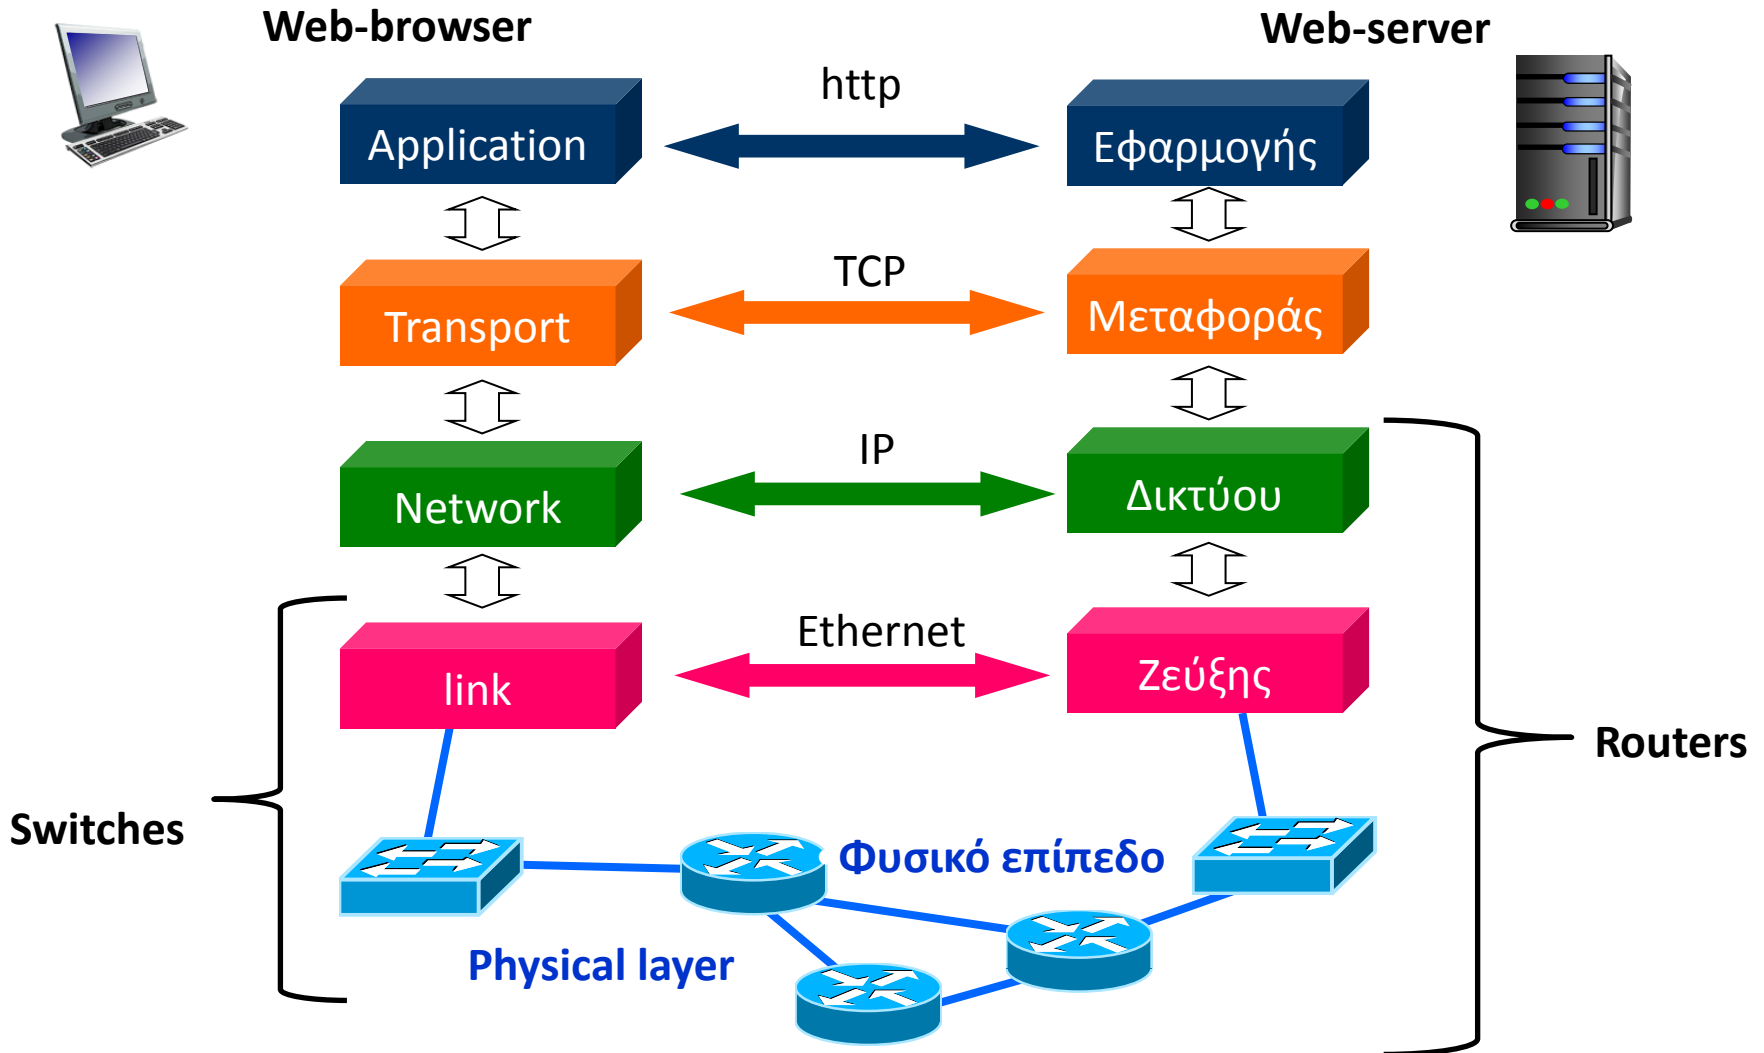 Web-browser
Web-server
http
Application
Εφαρμογής
TCP
Transport
Μεταφοράς
IP
Network
Δικτύου
Ethernet
link
Ζεύξης
Routers
Switches
Φυσικό επίπεδο
Physical layer